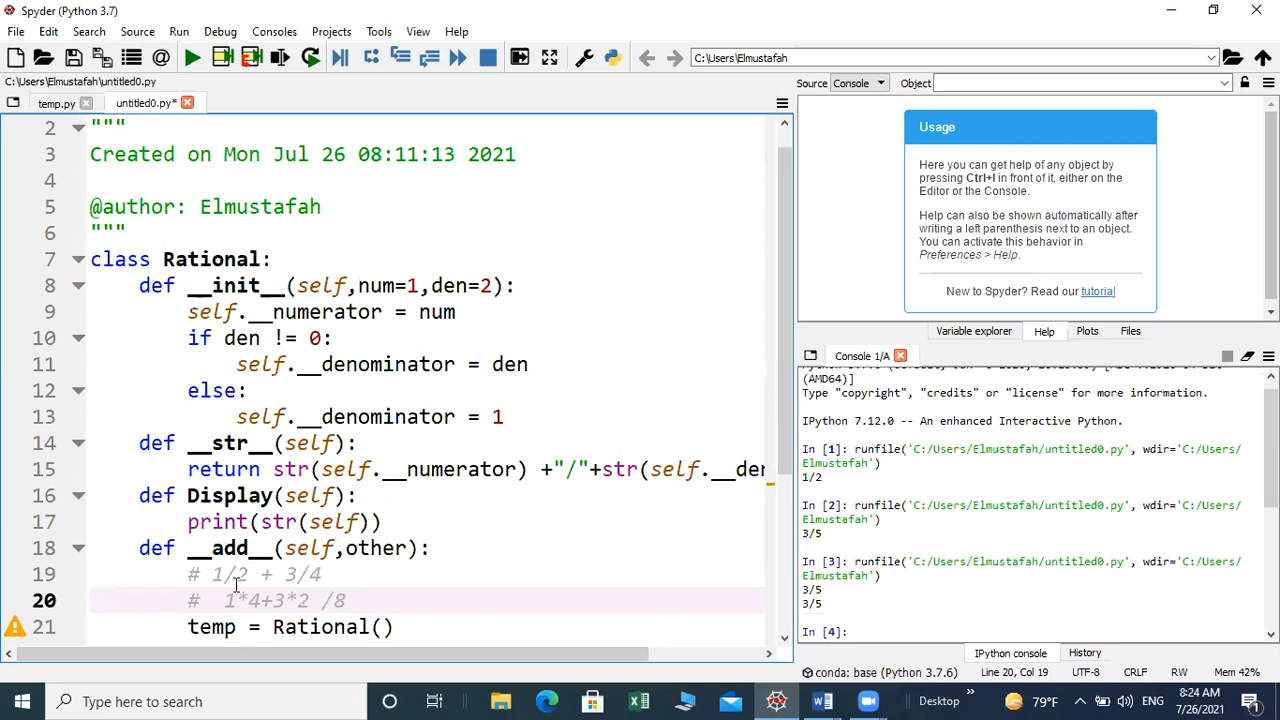 Spyder (Python 3.7)
File Edit Search Source Run Debug Consoles Projects Tools View Help
C:\Users\Elmustafah
C:\Users\Elmustafah\untitled0.py
temp.py
untitled0.py*
2 """
3 Created on Mon Jul 26 08:11:13 2021
4
5 @author: Elmustafah
6 """
7 class Rational:
8 def __init__(self,num=1,den=2):
9 self.__numerator = num
10 if den != 0:
11 self.__denominator = den
12 else:
13 self.__denominator = 1
14 def __str__(self):
15 return str(self.__numerator) +"/"+str(self.__den
16 def Display(self):
17 print(str(self))
18 def __add__(self,other):
19 # 1/2 + 3/4
20 #  1*4+3*2 /8
21 temp = Rational()
Source Console Object
Usage
Here you can get help of any object by
pressing Ctrl+I in front of it, either on the
Editor or the Console.
Help can also be shown automatically after
writing a left parenthesis next to an object.
You can activate this behavior in
Preferences > Help.
New to Spyder? Read our tutorial
Variable explorer Help Plots Files
Console 1/A
(AMD64)]
Type "copyright", "credits" or "license" for more information.
IPython 7.12.0 -- An enhanced Interactive Python.
In [1]: runfile('C:/Users/Elmustafah/untitled0.py', wdir='C:/Users/
Elmustafah')
1/2
In [2]: runfile('C:/Users/Elmustafah/untitled0.py', wdir='C:/Users/
Elmustafah')
3/5
In [3]: runfile('C:/Users/Elmustafah/untitled0.py', wdir='C:/Users/
Elmustafah')
3/5
3/5
In [4]:
IPython console History
conda: base (Python 3.7.6) Line 20, Col 19 UTF-8 CRLF RW Mem 42%
Type here to search
Desktop
79°F
ENG
8:24 AM
7/26/2021
1